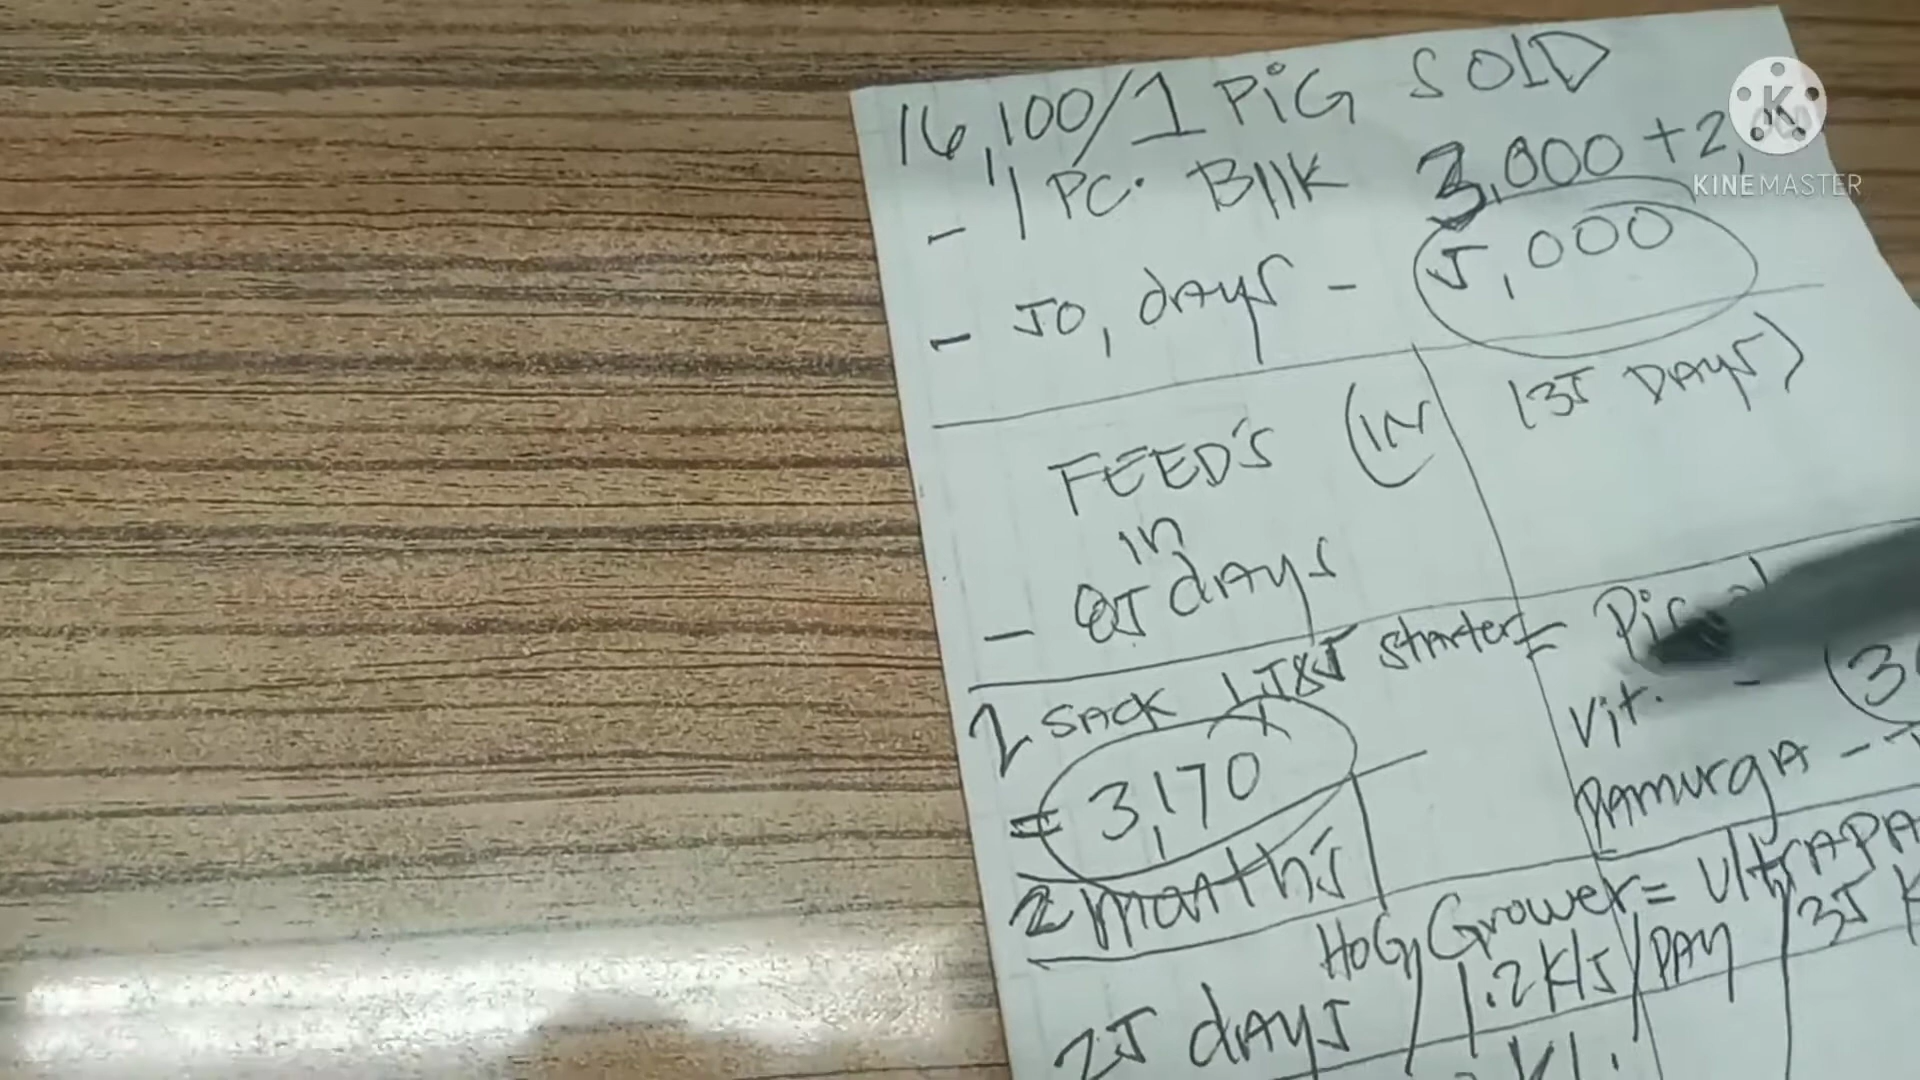 16,100/1 PiG SOLD
- 1 PC. BIIK 3,000 + 2,
- 50, dAys - 5,000
FEED'S (IN 135 DAYS)
in
- 85 dAys
2 SACK STArter =
Vit. -
= 3,170
PAmurgA -
2 months
HOG Grower = UltrAPA
25 dAys / 1.2 Kls/DAY / 35 K
K
KINEMASTER